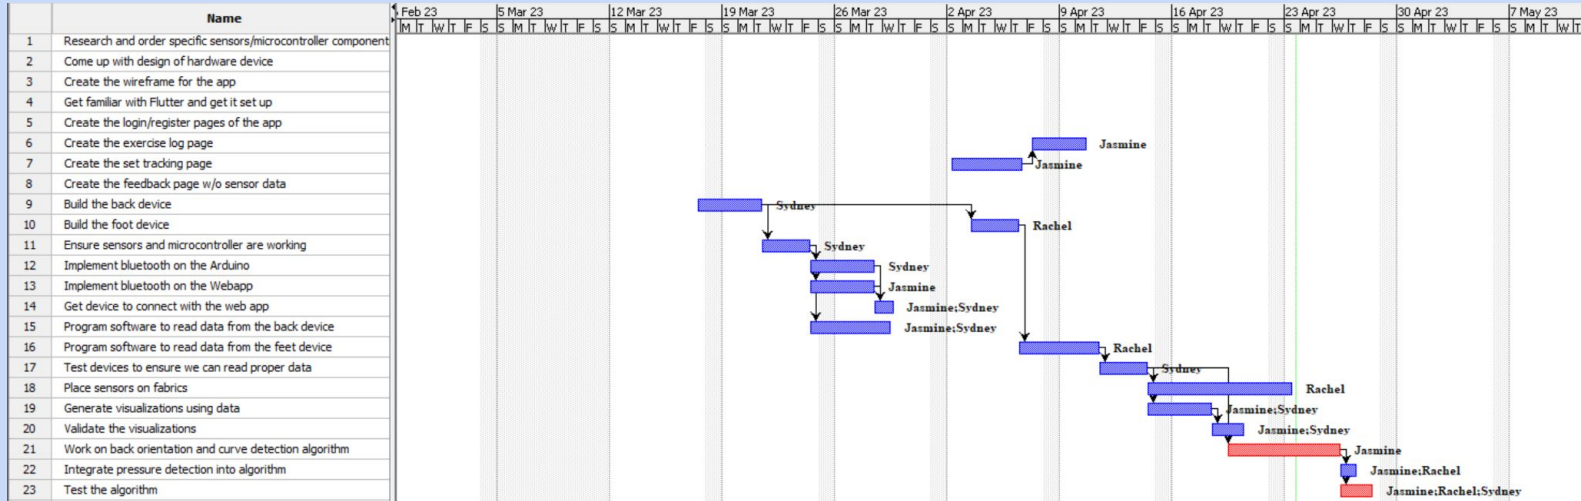 Name
Feb 23 5 Mar 23 12 Mar 23 19 Mar 23 26 Mar 23 2 Apr 23 9 Apr 23 16 Apr 23 23 Apr 23 30 Apr 23 7 May 23
M T W T F S S M T W T F S S M T W T F S S M T W T F S S M T W T F S S M T W T F S S M T W T F S S M T W T F S S M T W T F S S M T W T F S S M T W
1 Research and order specific sensors/microcontroller component
2 Come up with design of hardware device
3 Create the wireframe for the app
4 Get familiar with Flutter and get it set up
5 Create the login/register pages of the app
6 Create the exercise log page Jasmine
7 Create the set tracking page Jasmine
8 Create the feedback page w/o sensor data
9 Build the back device Sydney
10 Build the foot device Rachel
11 Ensure sensors and microcontroller are working Sydney
12 Implement bluetooth on the Arduino Sydney
13 Implement bluetooth on the Webapp Jasmine
14 Get device to connect with the web app Jasmine;Sydney
15 Program software to read data from the back device Jasmine;Sydney
16 Program software to read data from the feet device Rachel
17 Test devices to ensure we can read proper data Sydney
18 Place sensors on fabrics Rachel
19 Generate visualizations using data Jasmine;Sydney
20 Validate the visualizations Jasmine;Sydney
21 Work on back orientation and curve detection algorithm Jasmine
22 Integrate pressure detection into algorithm Jasmine;Rachel
23 Test the algorithm Jasmine;Rachel;Sydney